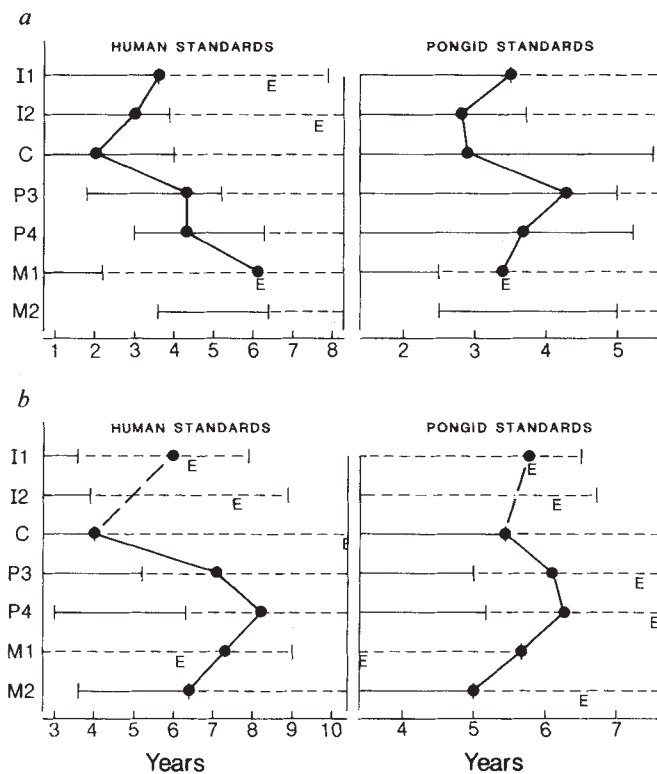 a
HUMAN STANDARDS PONGID STANDARDS
I1 E
I2 E
C
P3
P4
M1 E E
M2
1 2 3 4 5 6 7 8 2 3 4 5
b
HUMAN STANDARDS PONGID STANDARDS
I1 E E
I2 E E
C E
P3 E
P4 E
M1 E E
M2 E
2 3 4 5 6 7 8 9 10 4 5 6 7
Years Years